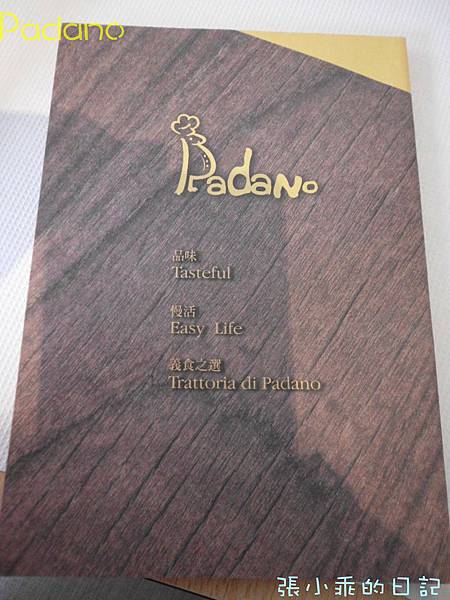 Padano
Padano
品味
Tasteful
慢活
Easy Life
義食之選
Trattoria di Padano
張小乖的日記